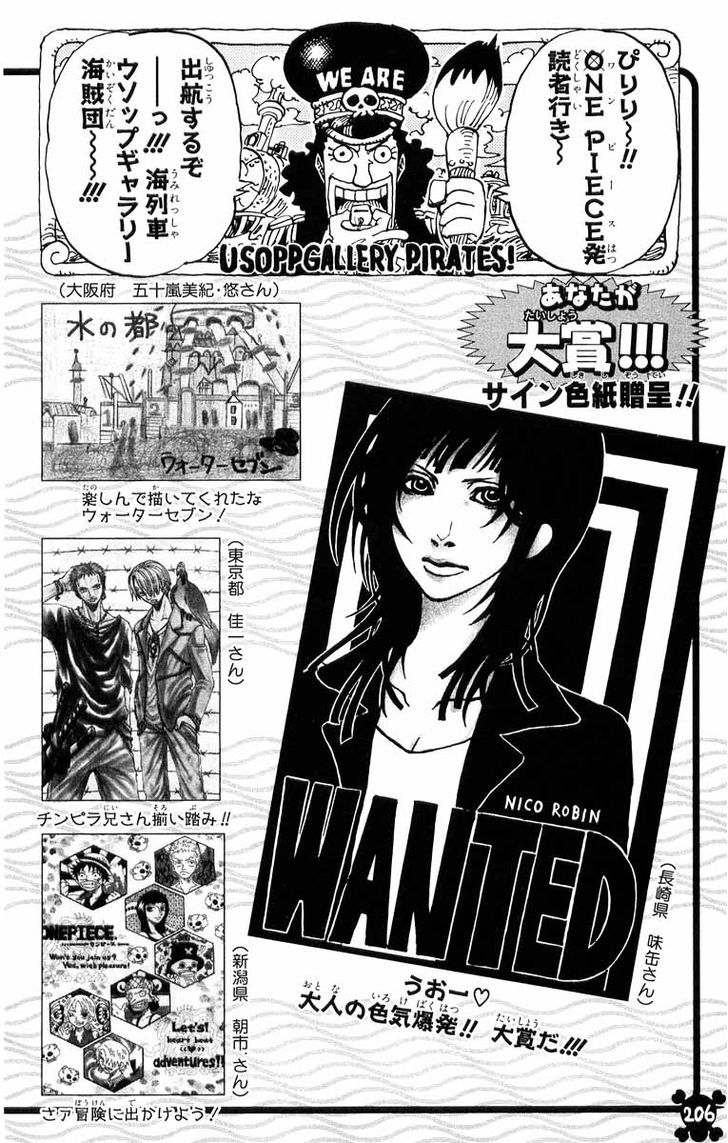 ぴりり〜!!
ONE PIECE発
読者行き〜
WE ARE
出航するぞ
――っ!!! 海列車
ウソップギャラリー
海賊団〜〜!!!
USOPPGALLERY PIRATES!
あなたが
大賞!!!
サイン色紙贈呈!!
NICO ROBIN
WANTED
(長崎県 味缶さん)
うおー♡
大人の色気爆発!! 大賞だ!!!
(大阪府 五十嵐美紀・悠さん)
水の都
ウォーターセブン
楽しんで描いてくれたな
ウォーターセブン!
(東京都 佳一さん)
チンピラ兄さん揃い踏み!!
ONEPIECE.
Won't you join us?
Yes, with pleasure!
Let's!
heart beat
adventures!!
(新潟県 朝市さん)
さァ冒険に出かけよう!
206